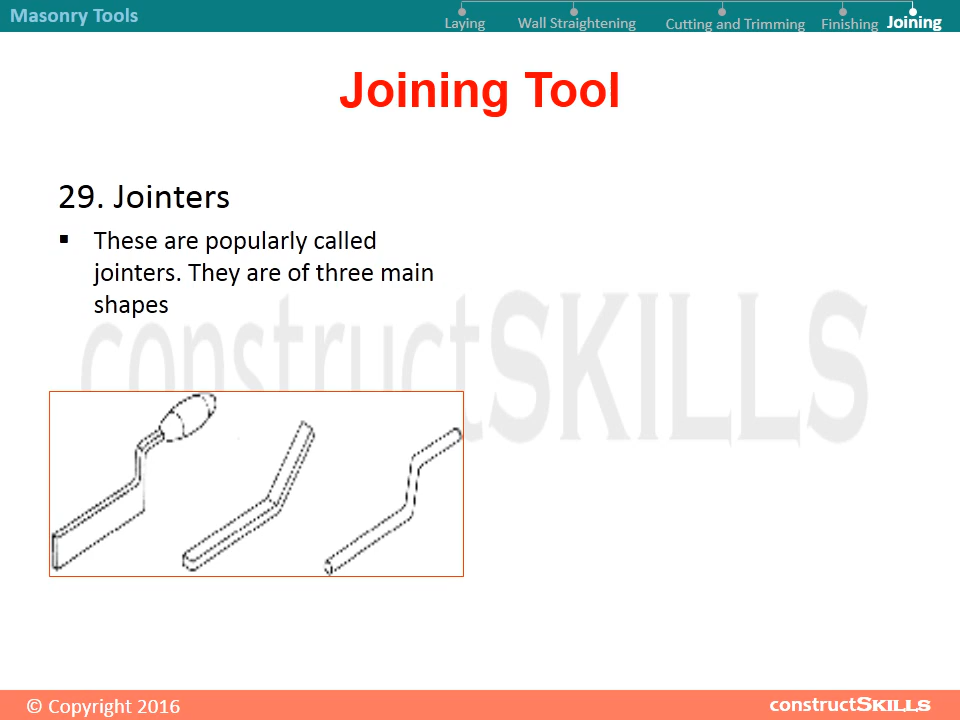 Masonry Tools
Laying
Wall Straightening
Cutting and Trimming
Finishing
Joining
Joining Tool
29. Jointers
▪ These are popularly called
jointers. They are of three main
shapes
constructSKILLS
© Copyright 2016
constructSKILLS